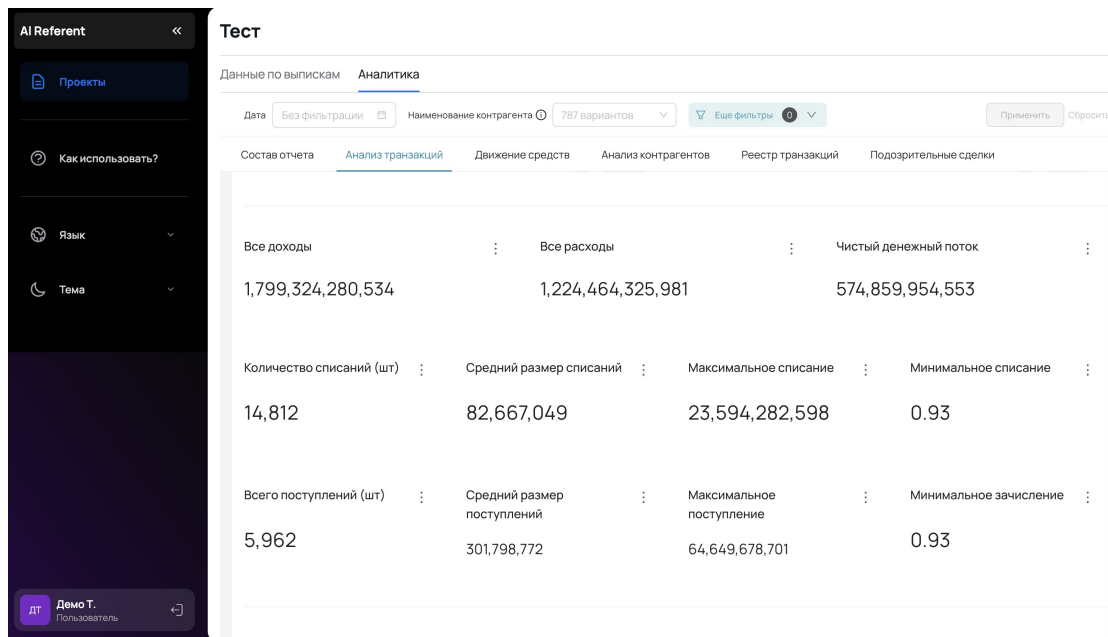 AI Referent
Проекты
Как использовать?
Язык
Тема
ДТ
Демо Т.
Пользователь
Тест
Данные по выпискам Аналитика
Дата Без фильтрации Наименование контрагента 787 вариантов Еще фильтры 0 Применить Сбросить
Состав отчета Анализ транзакций Движение средств Анализ контрагентов Реестр транзакций Подозрительные сделки
Все доходы Все расходы Чистый денежный поток
1,799,324,280,534 1,224,464,325,981 574,859,954,553
Количество списаний (шт) Средний размер списаний Максимальное списание Минимальное списание
14,812 82,667,049 23,594,282,598 0.93
Всего поступлений (шт) Средний размер поступлений Максимальное поступление Минимальное зачисление
5,962 301,798,772 64,649,678,701 0.93